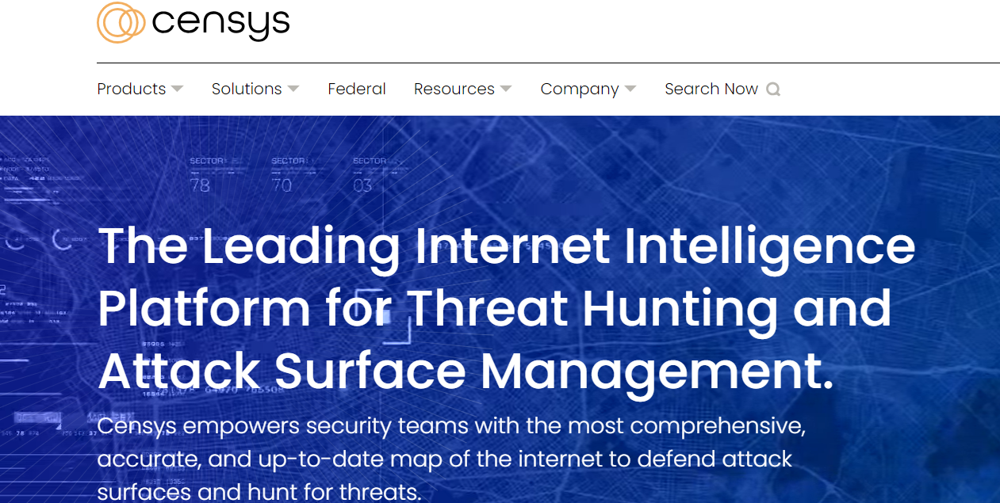 censys
Products
Solutions
Federal
Resources
Company
Search Now
SECTOR
SECTOR
SECTOR
78
70
03
The Leading Internet Intelligence
Platform for Threat Hunting and
Attack Surface Management.
Censys empowers security teams with the most comprehensive,
accurate, and up-to-date map of the internet to defend attack
surfaces and hunt for threats.